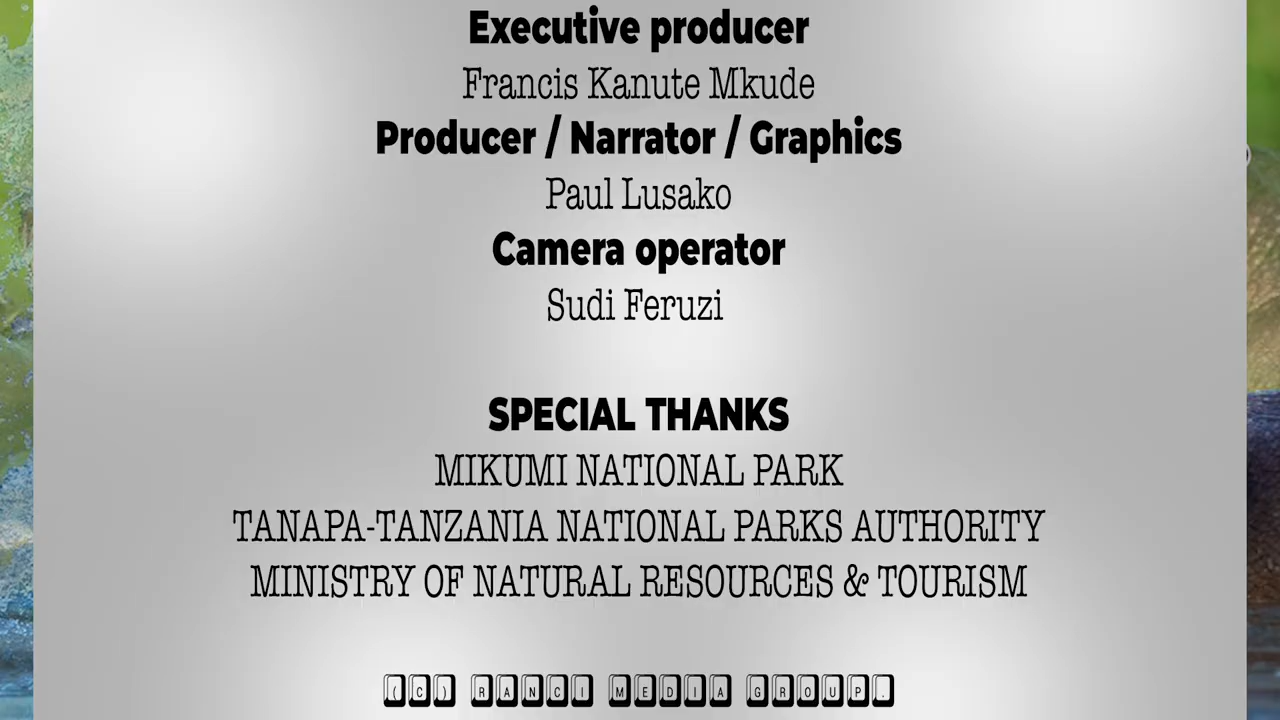 Executive producer
Francis Kanute Mkude
Producer / Narrator / Graphics
Paul Lusako
Camera operator
Sudi Feruzi
SPECIAL THANKS
MIKUMI NATIONAL PARK
TANAPA-TANZANIA NATIONAL PARKS AUTHORITY
MINISTRY OF NATURAL RESOURCES & TOURISM
(C) RANCI MEDIA GROUP.